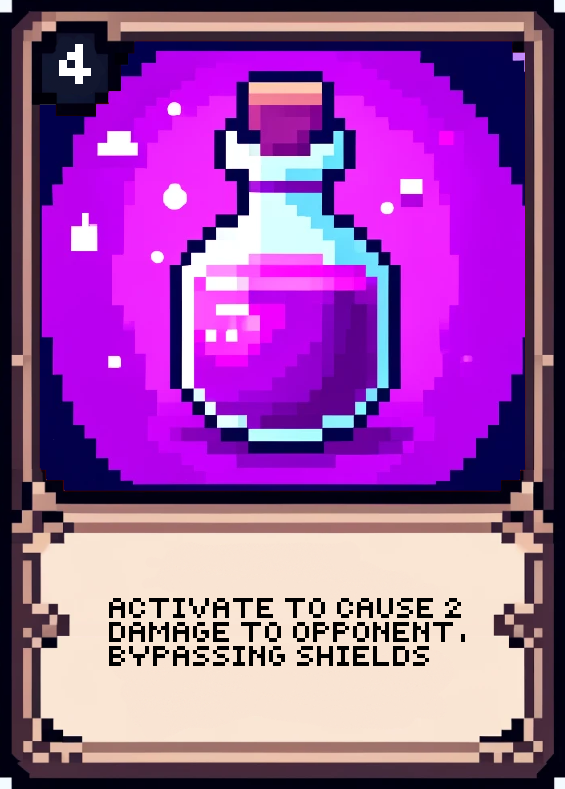 4
ACTIVATE TO CAUSE 2
DAMAGE TO OPPONENT.
BYPASSING SHIELDS